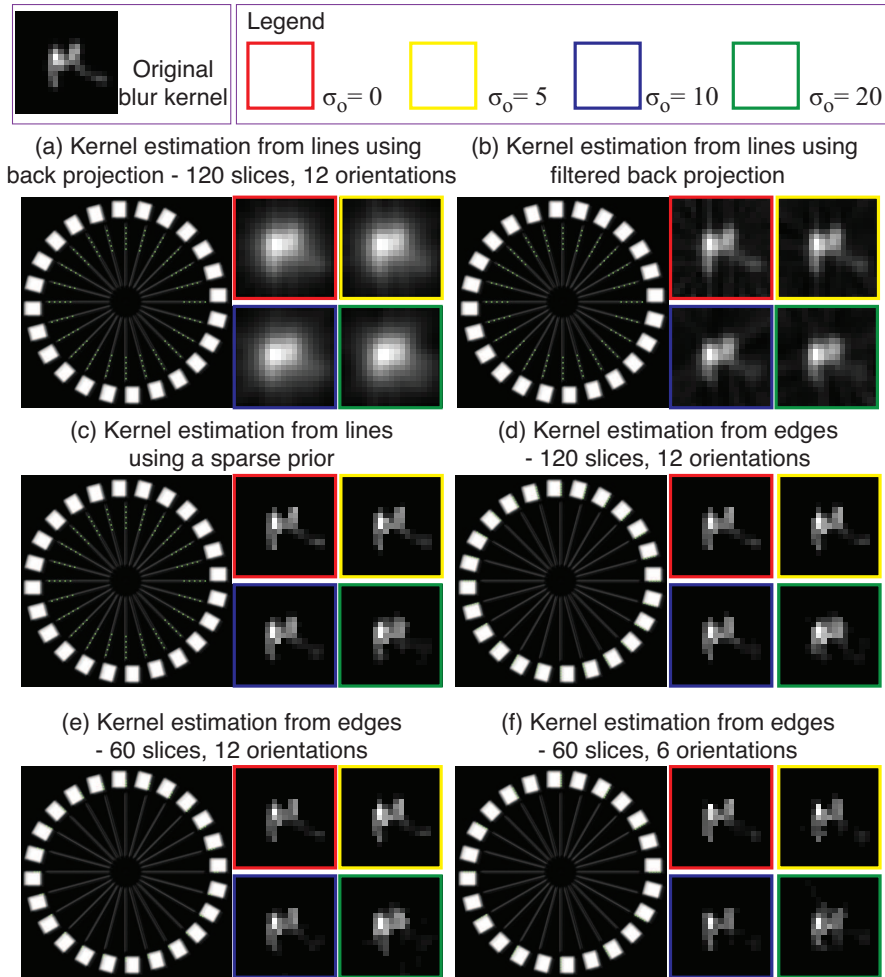 Original
blur kernel
Legend
σo= 0
σo= 5
σo= 10
σo= 20
(a) Kernel estimation from lines using
back projection - 120 slices, 12 orientations
(b) Kernel estimation from lines using
filtered back projection
(c) Kernel estimation from lines
using a sparse prior
(d) Kernel estimation from edges
- 120 slices, 12 orientations
(e) Kernel estimation from edges
- 60 slices, 12 orientations
(f) Kernel estimation from edges
- 60 slices, 6 orientations